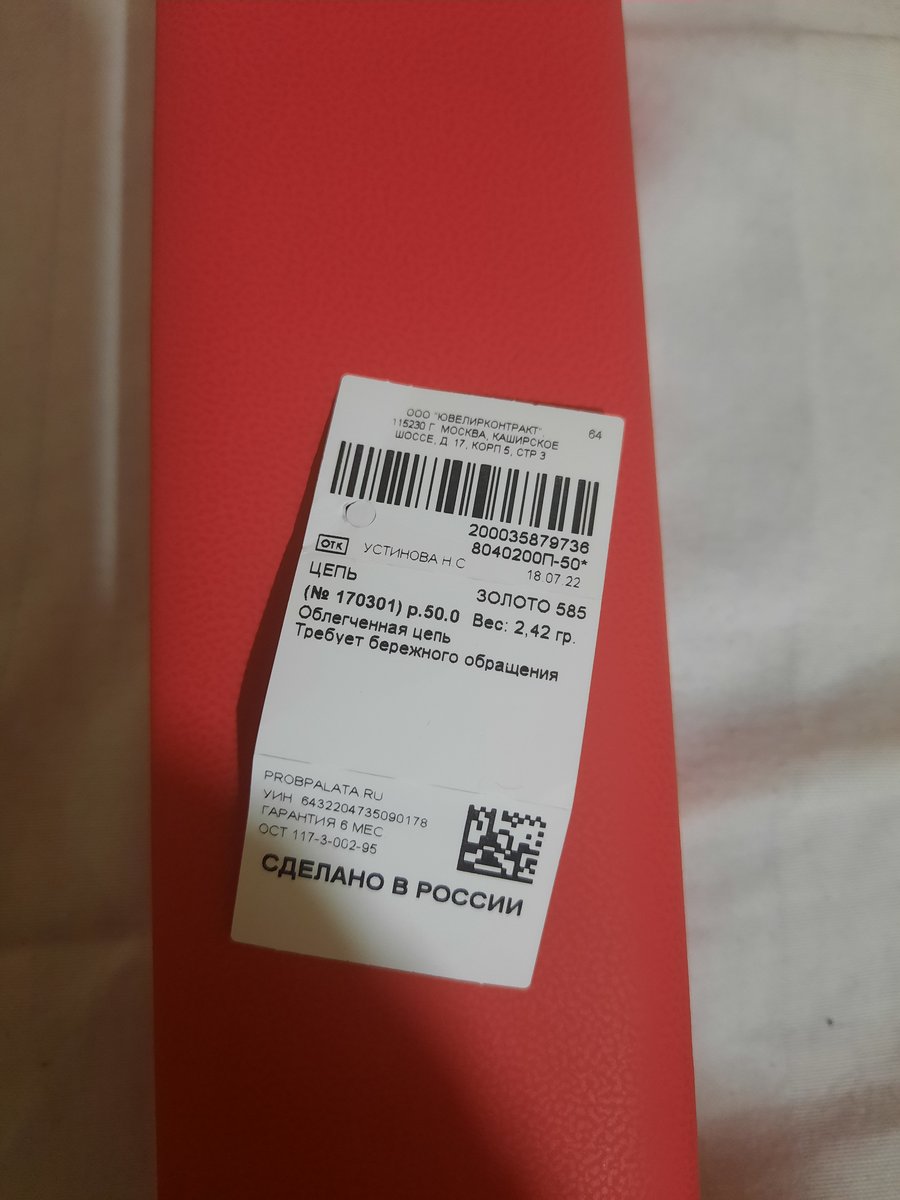 ООО "ЮВЕЛИРКОНТРАКТ"
115230 Г. МОСКВА, КАШИРСКОЕ
ШОССЕ, Д. 17, КОРП 5, СТР 3
64
200035879736
8040200П-50*
ОТК УСТИНОВА Н С
18.07.22
ЦЕПЬ
ЗОЛОТО 585
(№ 170301) р.50.0 Вес: 2,42 гр.
Облегченная цепь
Требует бережного обращения
PROBPALATA.RU
УИН 6432204735090178
ГАРАНТИЯ 6 МЕС
ОСТ 117-3-002-95
СДЕЛАНО В РОССИИ